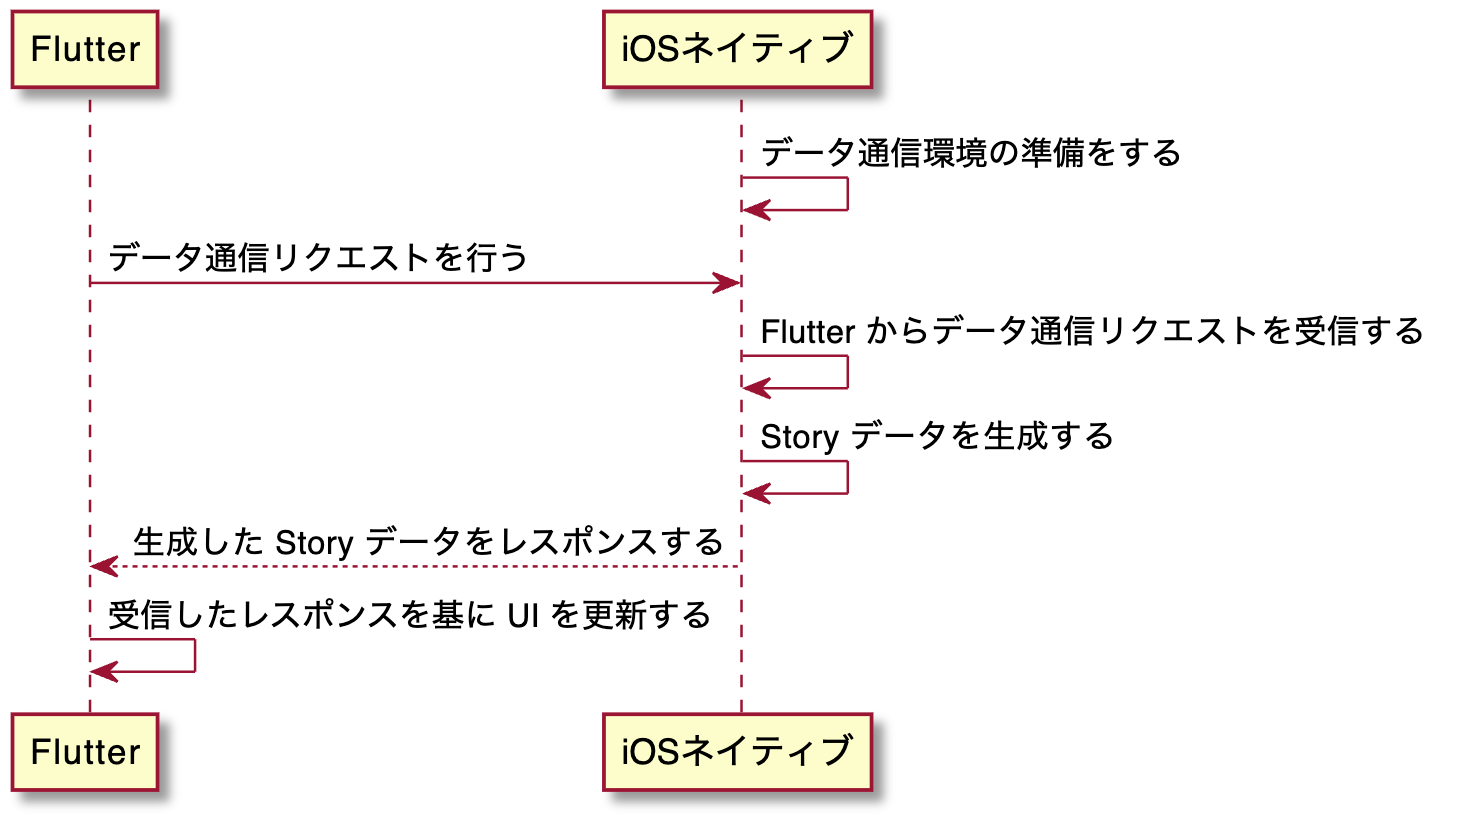 Flutter
iOSネイティブ
データ通信環境の準備をする
データ通信リクエストを行う
Flutter からデータ通信リクエストを受信する
Story データを生成する
生成した Story データをレスポンスする
受信したレスポンスを基に UI を更新する
Flutter
iOSネイティブ